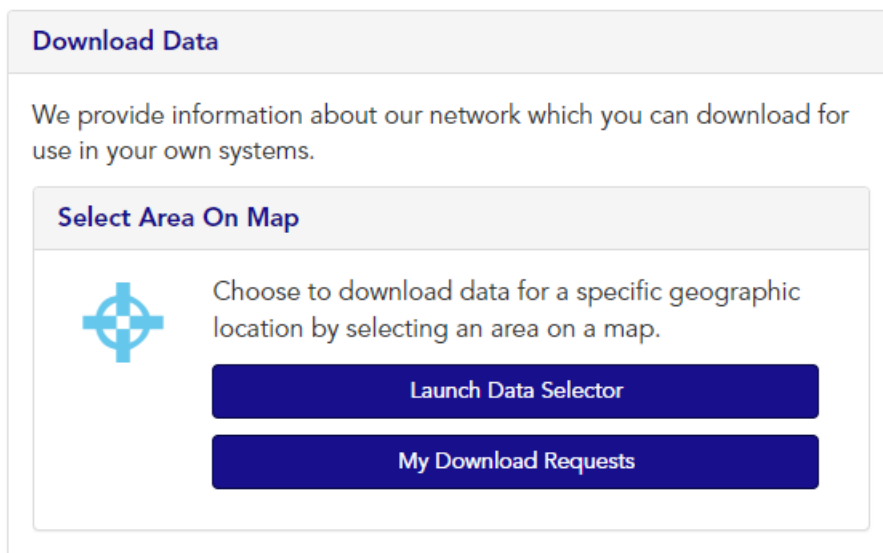 Download Data
We provide information about our network which you can download for
use in your own systems.
Select Area On Map
Choose to download data for a specific geographic
location by selecting an area on a map.
Launch Data Selector
My Download Requests